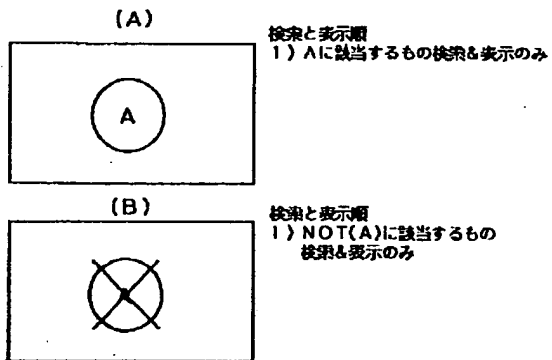 (A)
検索と表示順
1) Aに該当するもの検索&表示のみ
A
(B)
検索と表示順
1) NOT(A)に該当するもの
検索&表示のみ